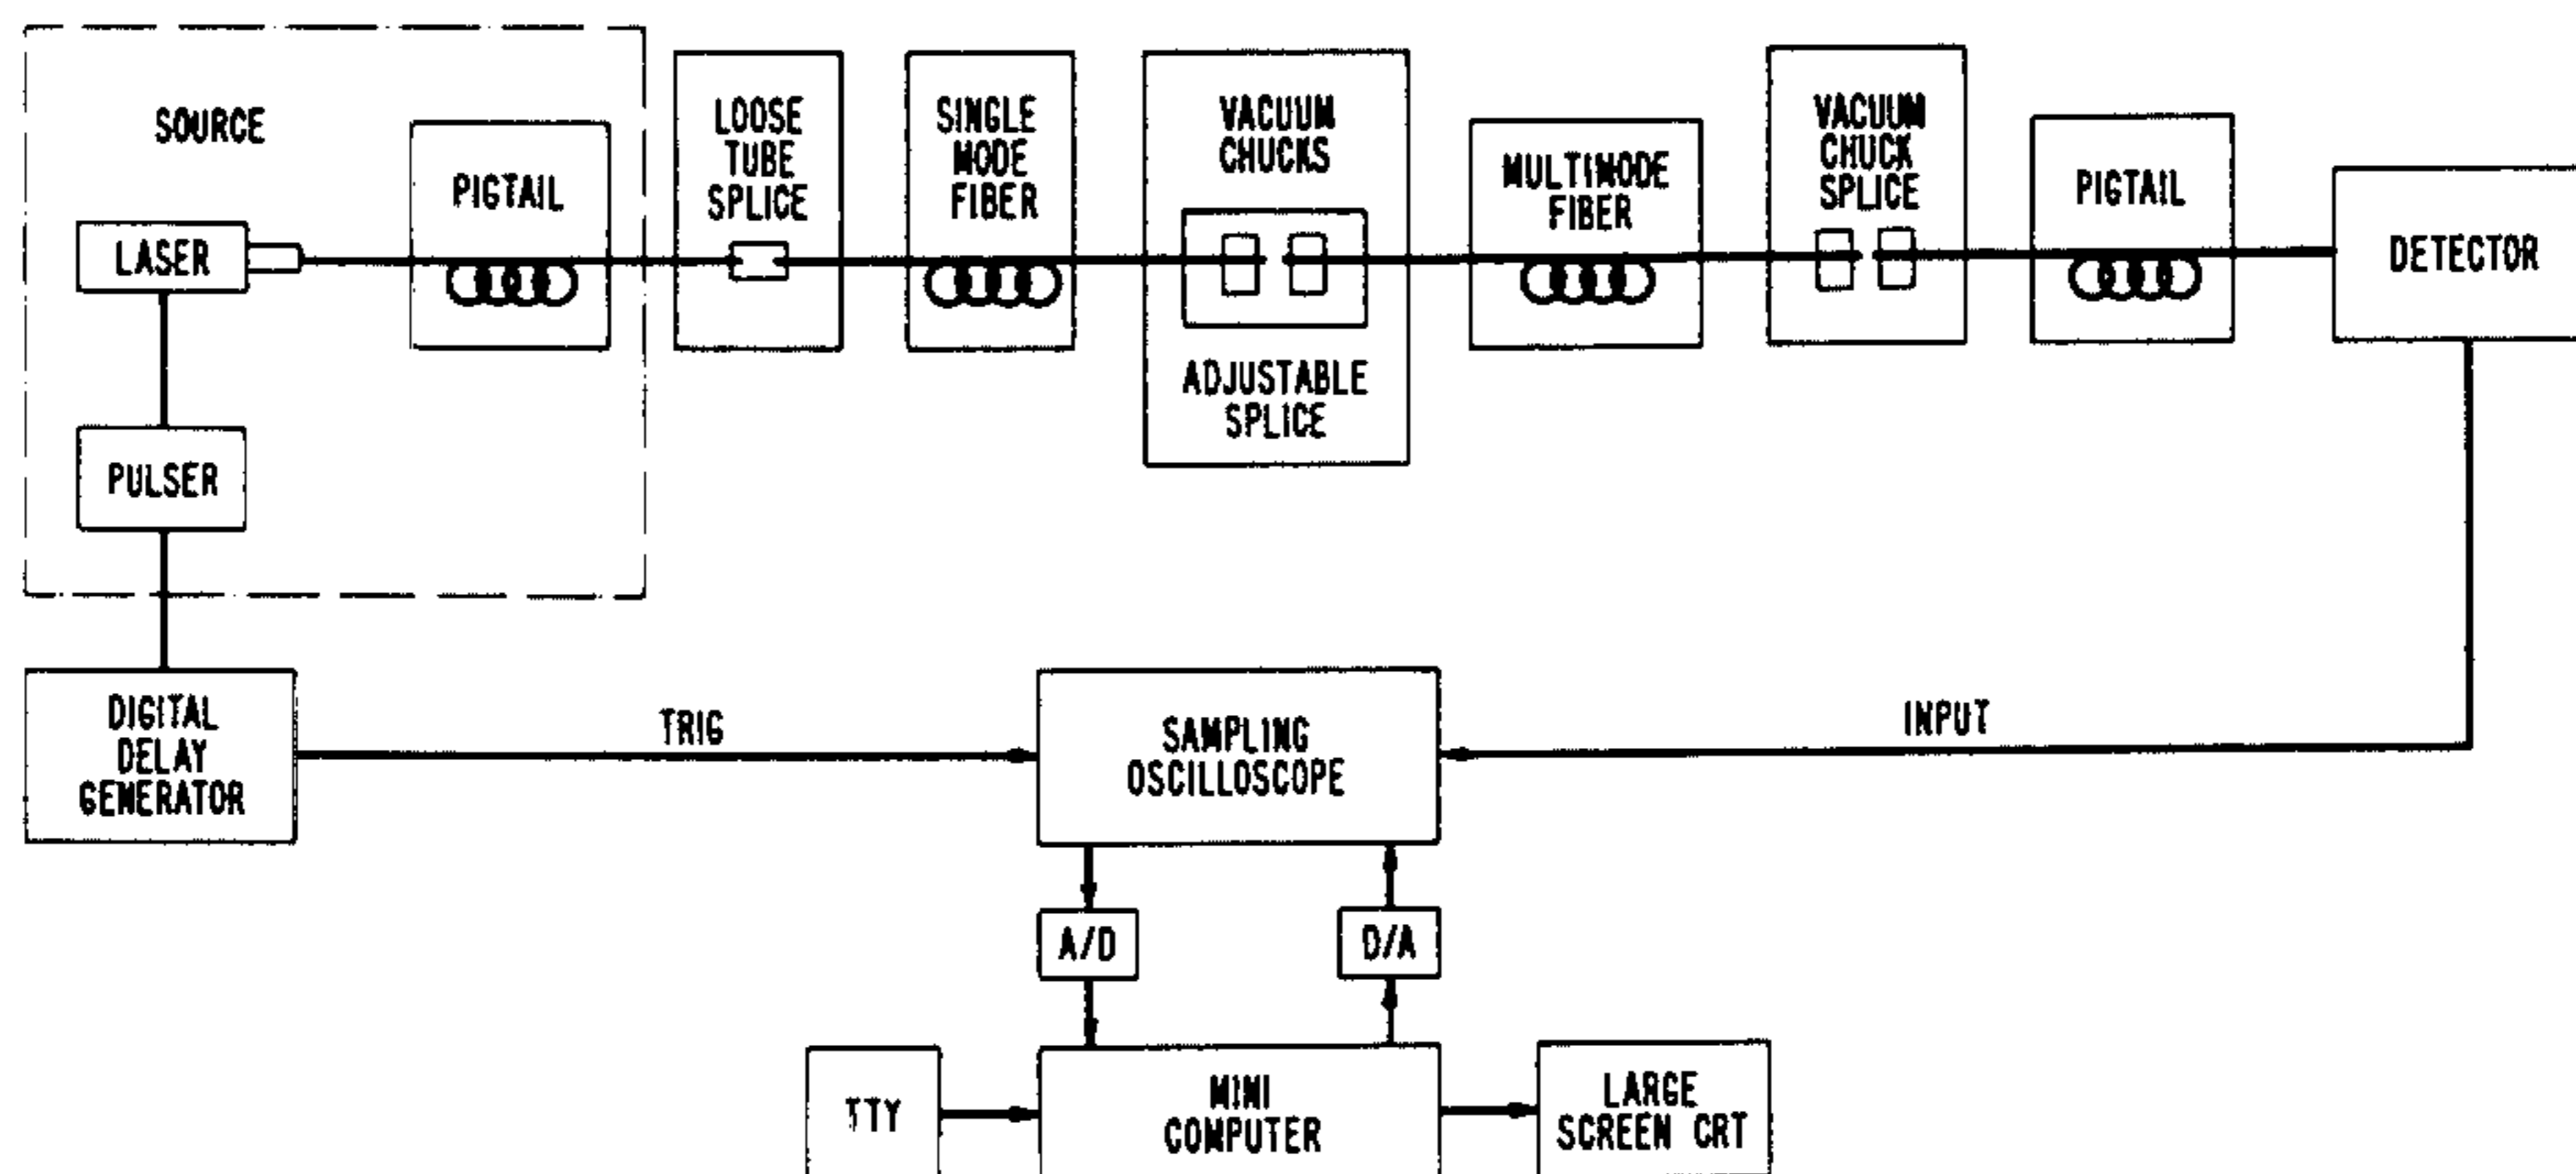 SOURCE
PIGTAIL
LASER
PULSER
LOOSE
TUBE
SPLICE
SINGLE
MODE
FIBER
VACUUM
CHUCKS
ADJUSTABLE
SPLICE
MULTIMODE
FIBER
VACUUM
CHUCK
SPLICE
PIGTAIL
DETECTOR
DIGITAL
DELAY
GENERATOR
TRIG
SAMPLING
OSCILLOSCOPE
INPUT
A/D
D/A
TTY
MINI
COMPUTER
LARGE
SCREEN CRT